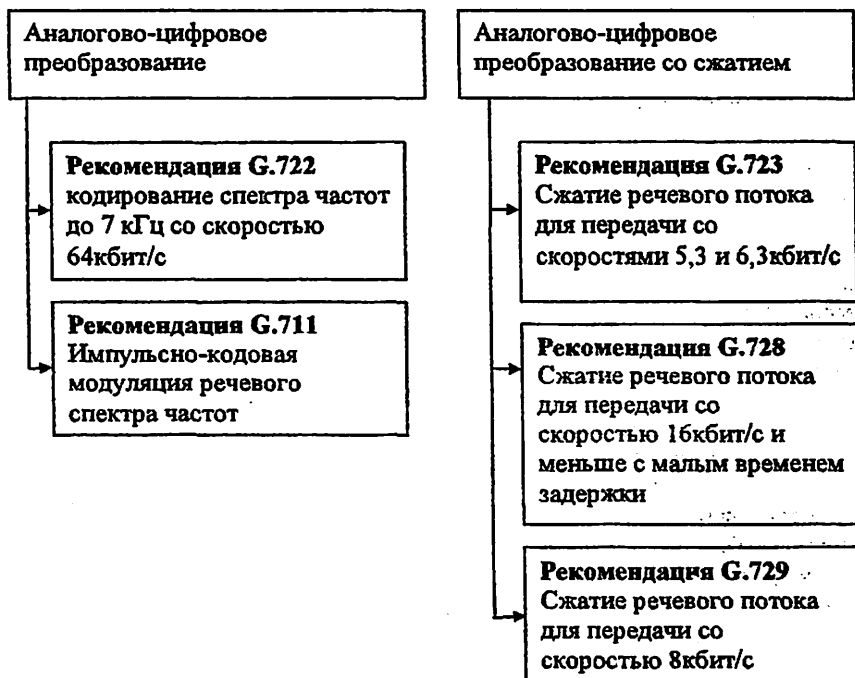 Аналогово-цифровое
преобразование
Рекомендация G.722
кодирование спектра частот
до 7 кГц со скоростью
64кбит/с
Рекомендация G.711
Импульсно-кодовая
модуляция речевого
спектра частот
Аналогово-цифровое
преобразование со сжатием
Рекомендация G.723
Сжатие речевого потока
для передачи со
скоростями 5,3 и 6,3кбит/с
Рекомендация G.728
Сжатие речевого потока
для передачи со
скоростью 16кбит/с и
меньше с малым временем
задержки
Рекомендация G.729
Сжатие речевого потока
для передачи со
скоростью 8кбит/с